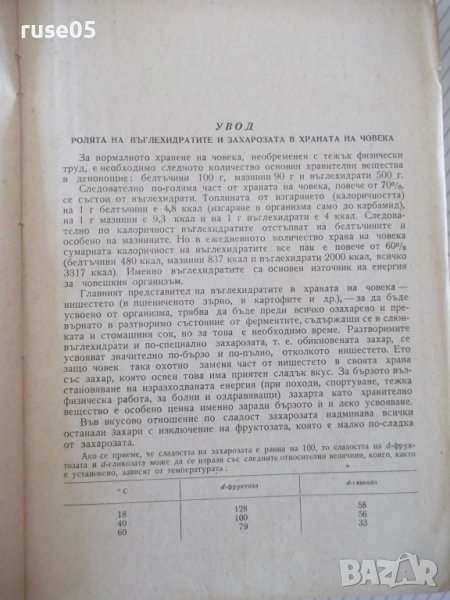 ruse05
УВОД
РОЛЯТА НА ВЪГЛЕХИДРАТИТЕ И ЗАХАРОЗАТА В ХРАНАТА НА ЧОВЕКА
За нормалното хранене на човека, необременен с тежък физически
труд, е необходимо следното количество основни хранителни вещества
в денонощие: белтъчини 100 г, мазнини 90 г и въглехидрати 500 г.
Следователно по-голяма част от храната на човека, повече от 70%,
се състои от въглехидрати. Топлината от изгарянето (калоричността)
на 1 г белтъчини е 4,8 ккал (изгаряне в организма само до карбамид),
на 1 г мазнини е 9,3 ккал и на 1 г въглехидрати е 4 ккал. Следова-
телно по калоричност въглехидратите отстъпват на белтъчините и
особено на мазнините. Но в ежедневното количество храна на човека
сумарната калоричност на въглехидратите все пак е повече от 60%
(белтъчини 480 ккал, мазнини 837 ккал и въглехидрати 2000 ккал, всичко
3317 ккал). Именно въглехидратите са основен източник на енергия
за човешкия организъм.
Главният представител на въглехидратите в храната на човека —
нишестето (в пшениченото зърно, в картофите и др.), — за да бъде
усвоено от организма, трябва да бъде преди всичко озахарено и пре-
върнато в разтворимо състояние от ферментите, съдържащи се в слюн-
ката и стомашния сок, но за това е необходимо време. Разтворимите
въглехидрати и по-специално захарозата, т. е. обикновената захар, се
усвояват значително по-бързо и по-пълно, отколкото нишестето. Ето
защо човек така охотно заменя част от нишестето в своята храна
със захар, която освен това има приятен сладък вкус. За бързото въз-
становяване на изразходваната енергия (при походи, спортуване, тежка
физическа работа, за болни и оздравяващи) захарта като хранително
вещество е особено ценна именно заради бързото ѝ и леко усвояване.
Във вкусово отношение по сладост захарозата надминава всички
останали захари с изключение на фруктозата, която е малко по-сладка
от захарозата.
Ако се приеме, че сладостта на захарозата е равна на 100, то сладостта на d-фрук-
тозата и d-гликозата може да се изрази със следните относителни величини, които, както
е установено, зависят от температурата:
°C d-фруктоза d-гликоза
18 128 58
40 100 56
60 79 33
BAZAR